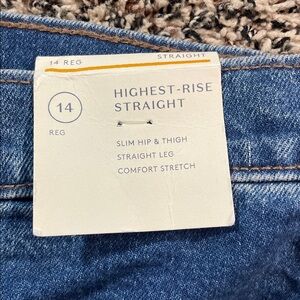 14 REG STRAIGHT
14
REG
HIGHEST-RISE
STRAIGHT
SLIM HIP & THIGH
STRAIGHT LEG
COMFORT STRETCH